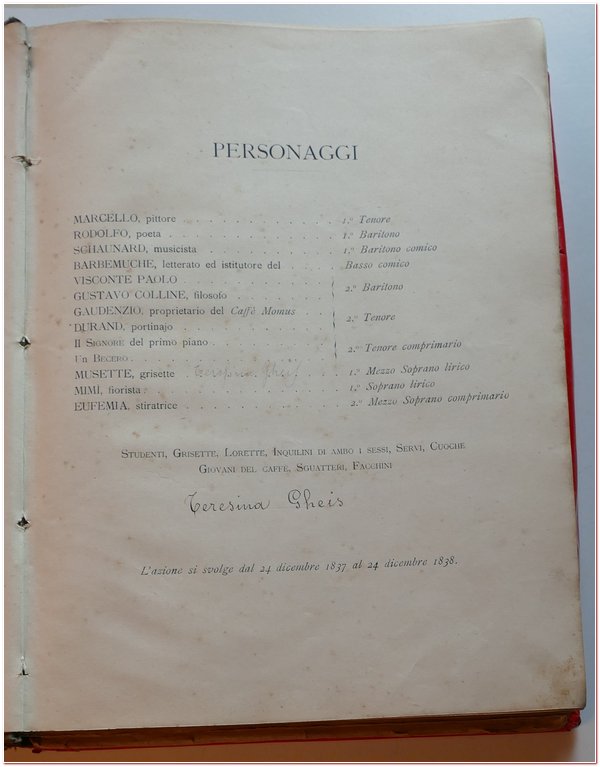 PERSONAGGI
MARCELLO, pittore . . . . . . . . . . . . 1.º Tenore
RODOLFO, poeta . . . . . . . . . . . . . 1.º Baritono
SCHAUNARD, musicista . . . . . . . . . . 1.º Baritono comico
BARBEMUCHE, letterato ed istitutore del . . . . Basso comico
VISCONTE PAOLO . . . . . . . . . . . .
2.º Baritono
GUSTAVO COLLINE, filosofo . . . . . . . .
GAUDENZIO, proprietario del Caffè Momus . .
2.º Tenore
DURAND, portinajo . . . . . . . . . . . .
Il Signore del primo piano . . . . . . . . .
2.º Tenore comprimario
Un Becero . . . . . . . . . . . . . . .
MUSETTE, grisette Teresina Gheis 1.º Mezzo Soprano lirico
MIMÌ, fiorista . . . . . . . . . . . . . 1.º Soprano lirico
EUFEMIA, stiratrice . . . . . . . . . . . 2.º Mezzo Soprano comprimario
Studenti, Grisette, Lorette, Inquilini di ambo i sessi, Servi, Cuoche
Giovani del caffè, Sguatteri, Facchini
Teresina Gheis
L'azione si svolge dal 24 dicembre 1837 al 24 dicembre 1838.